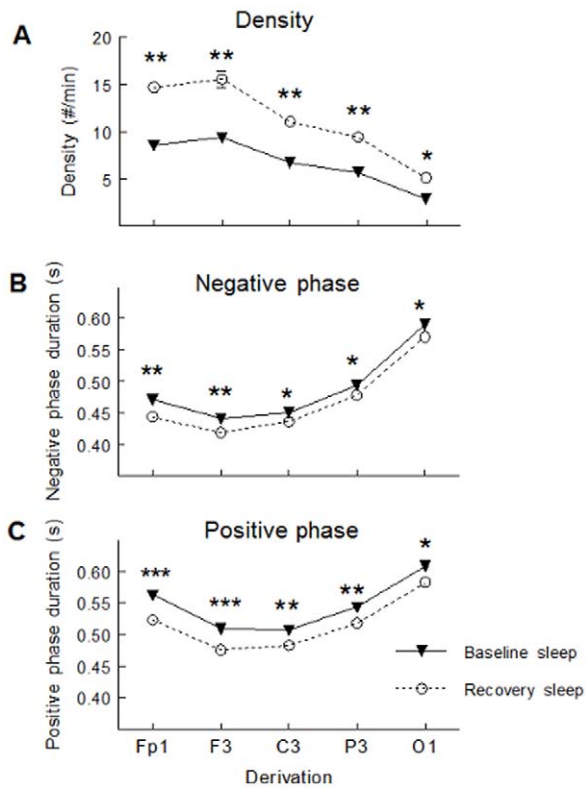 A
Density
Density (#/min)
20
15
10
5
** ** ** ** *
B
Negative phase
Negative phase duration (s)
0.60
0.55
0.50
0.45
0.40
** ** * * *
C
Positive phase
Positive phase duration (s)
0.60
0.55
0.50
0.45
0.40
*** *** ** ** *
Baseline sleep
Recovery sleep
Fp1 F3 C3 P3 O1
Derivation